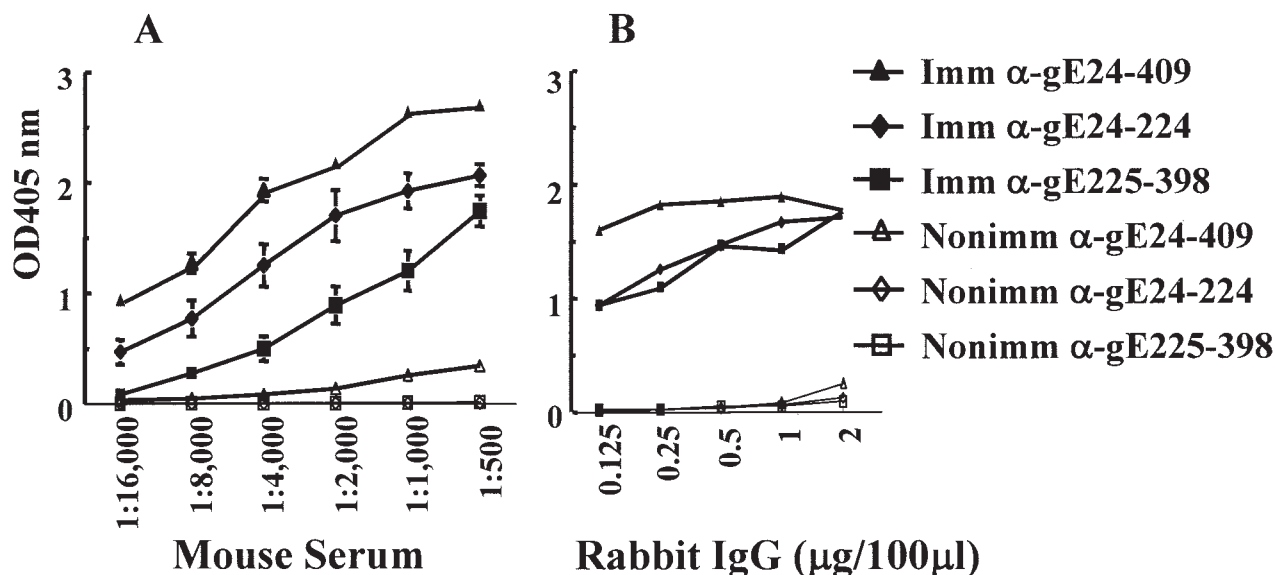 A
B
OD405 nm
3
2
1
0
1:16,000
1:8,000
1:4,000
1:2,000
1:1,000
1:500
Mouse Serum
3
2
1
0
0.125
0.25
0.5
1
2
Rabbit IgG (μg/100μl)
Imm α-gE24-409
Imm α-gE24-224
Imm α-gE225-398
Nonimm α-gE24-409
Nonimm α-gE24-224
Nonimm α-gE225-398